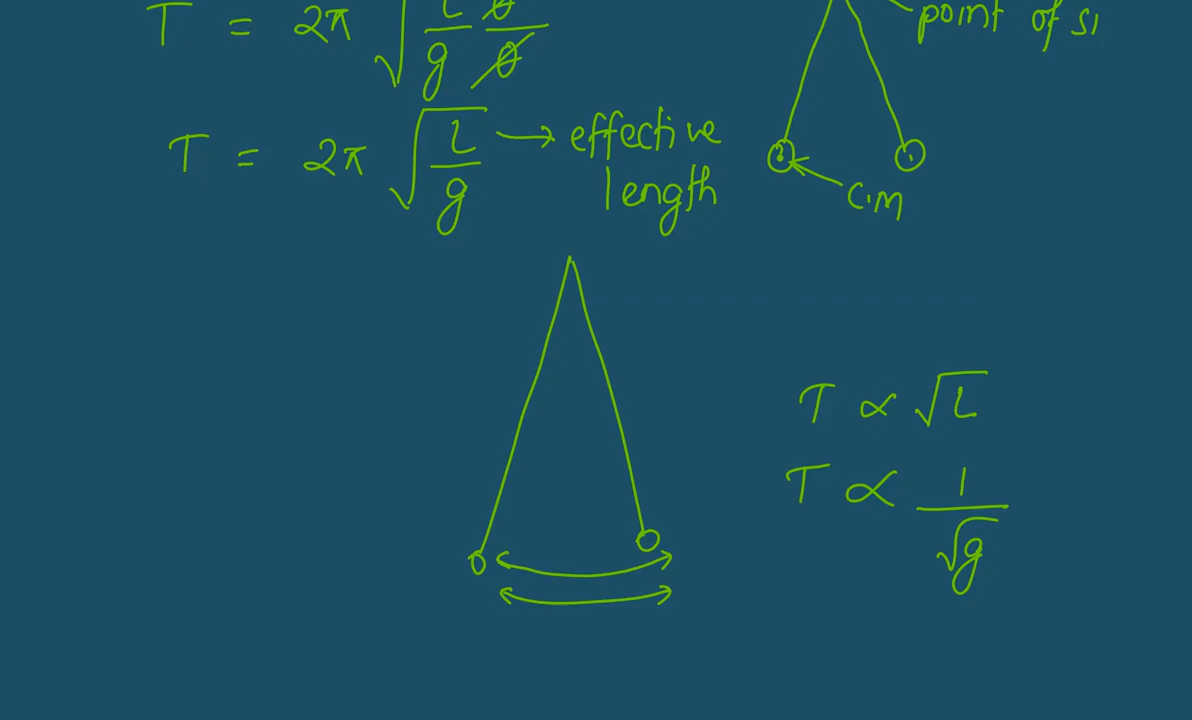 T = 2π √(L/g θ/θ)
point of
T = 2π √(L/g) → effective
length
C.M
T ∝ √L
T ∝ 1/√g